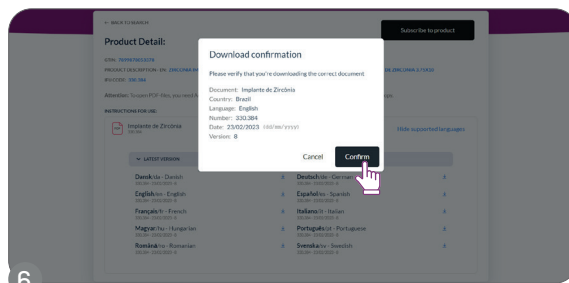 BACK TO SEARCH
Subscribe to product
Product Detail:
Download confirmation
Please verify that you're downloading the correct document
Document: Implante de Zircônia
Country: Brazil
Language: English
Number: 330.384
Date: 23/02/2023 (dd/mm/yyyy)
Version: 8
Cancel
Confirm
INSTRUCTIONS FOR USE:
Implante de Zircônia
Hide supported languages
LATEST VERSION
Dansk/da - Danish
Deutsch/de - German
English/en - English
Español/es - Spanish
Français/fr - French
Italiano/it - Italian
Magyar/hu - Hungarian
Português/pt - Portuguese
Română/ro - Romanian
Svenska/sv - Swedish
6